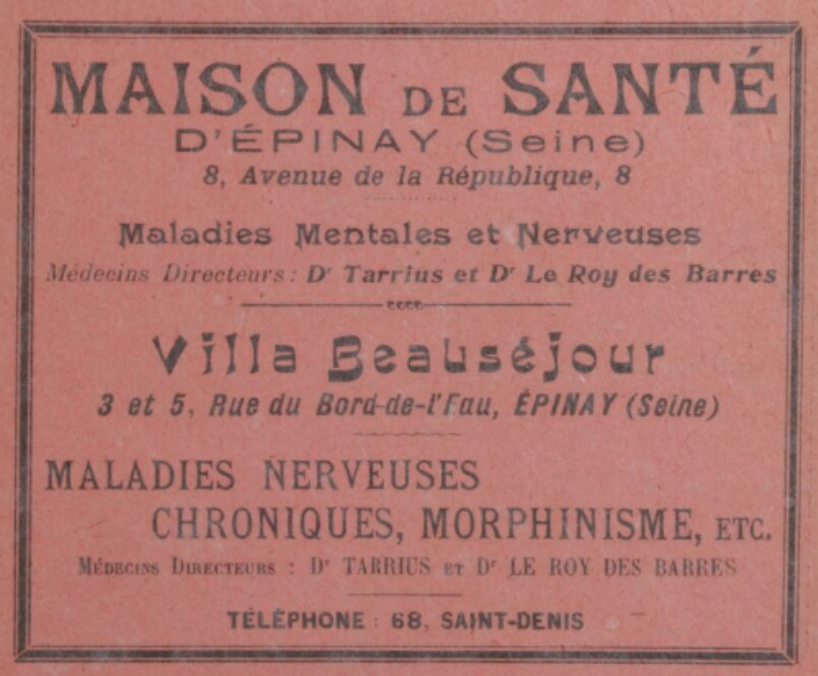 MAISON DE SANTÉ
D'ÉPINAY (Seine)
8, Avenue de la République, 8
Maladies Mentales et Nerveuses
Médecins Directeurs : Dr Tarrius et Dr Le Roy des Barres
Villa Beauséjour
3 et 5, Rue du Bord-de-l'Eau, ÉPINAY (Seine)
MALADIES NERVEUSES
CHRONIQUES, MORPHINISME, ETC.
MÉDECINS DIRECTEURS : Dr TARRIUS ET Dr LE ROY DES BARRES
TÉLÉPHONE : 68, SAINT-DENIS